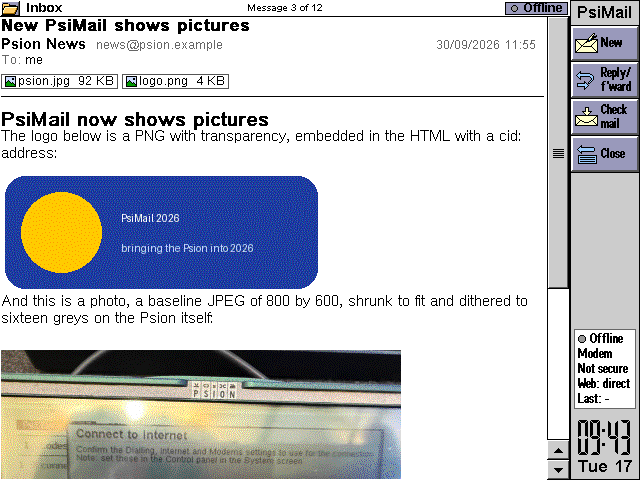 Inbox
Message 3 of 12
Offline
PsiMail
New PsiMail shows pictures
Psion News news@psion.example
30/09/2026 11:55
To: me
psion.jpg 92 KB
logo.png 4 KB
New
Reply/
f'ward
Check
mail
Close
PsiMail now shows pictures
The logo below is a PNG with transparency, embedded in the HTML with a cid:
address:
PsiMail 2026
bringing the Psion into 2026
And this is a photo, a baseline JPEG of 800 by 600, shrunk to fit and dithered to
sixteen greys on the Psion itself:
PSION
Connect to Internet
Confirm the Dialling, Internet and Modems settings to use for the connection
Note: set these in the Control panel in the System screen
Offline
Modem
Not secure
Web: direct
Last: -
09:43
Tue 17